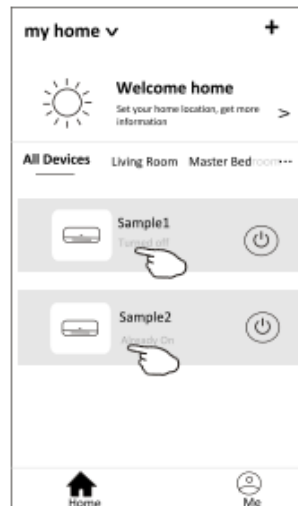 my home
+
Welcome home
Set your home location, get more
information
>
All Devices Living Room Master Bedroom ...
Sample1
Turned off
Sample2
Already On
Home
Me